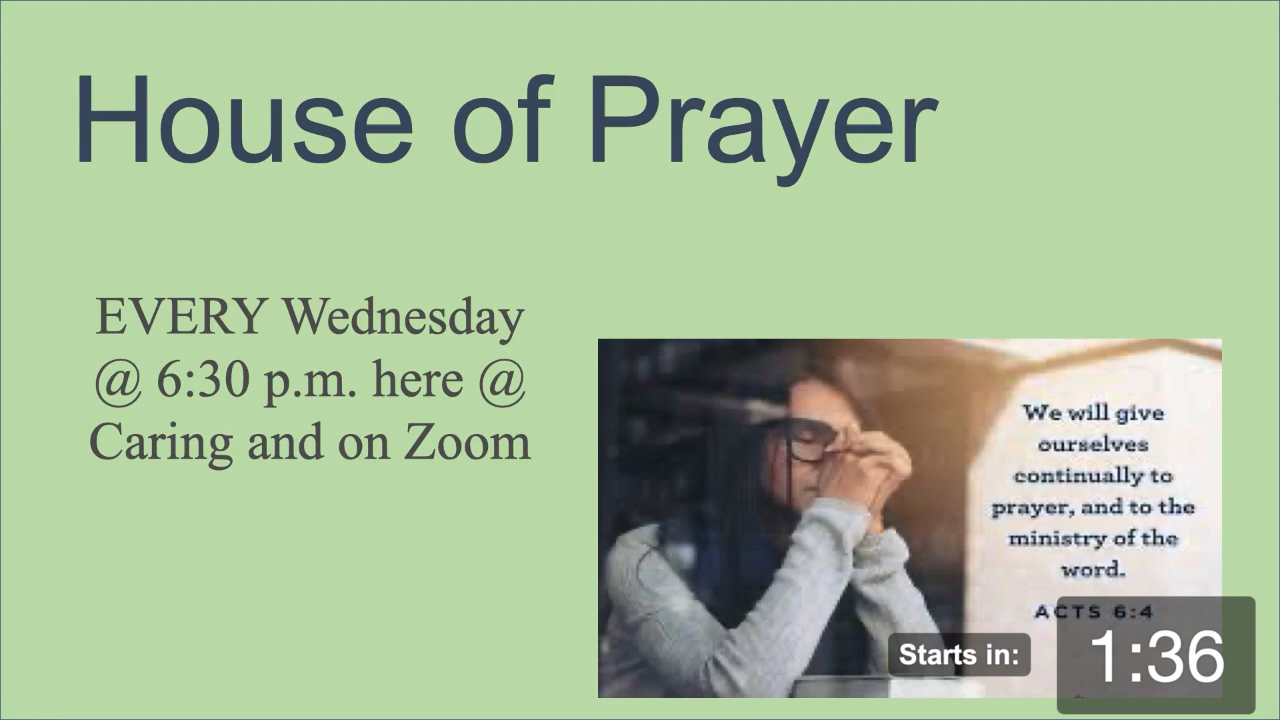 House of Prayer
EVERY Wednesday
@ 6:30 p.m. here @
Caring and on Zoom
We will give
ourselves
continually to
prayer, and to the
ministry of the
word.
ACTS 6:4
Starts in:
1:36